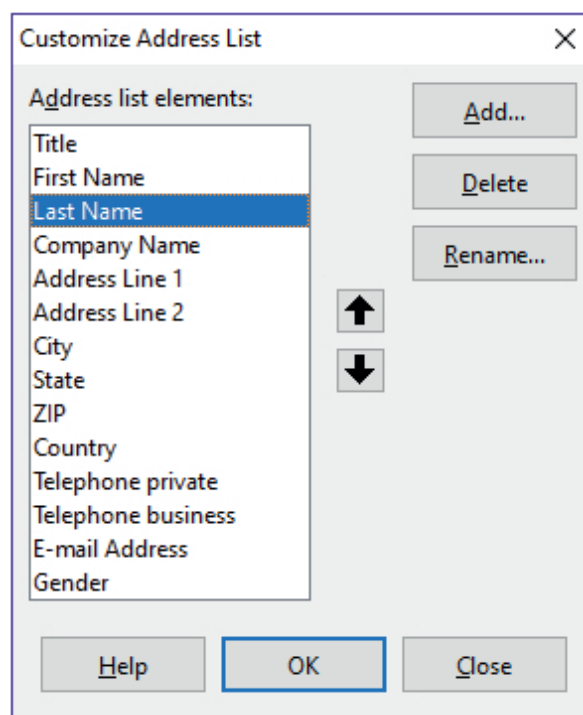 Customize Address List
Address list elements:
Title
First Name
Last Name
Company Name
Address Line 1
Address Line 2
City
State
ZIP
Country
Telephone private
Telephone business
E-mail Address
Gender
Add...
Delete
Rename...
Help
OK
Close